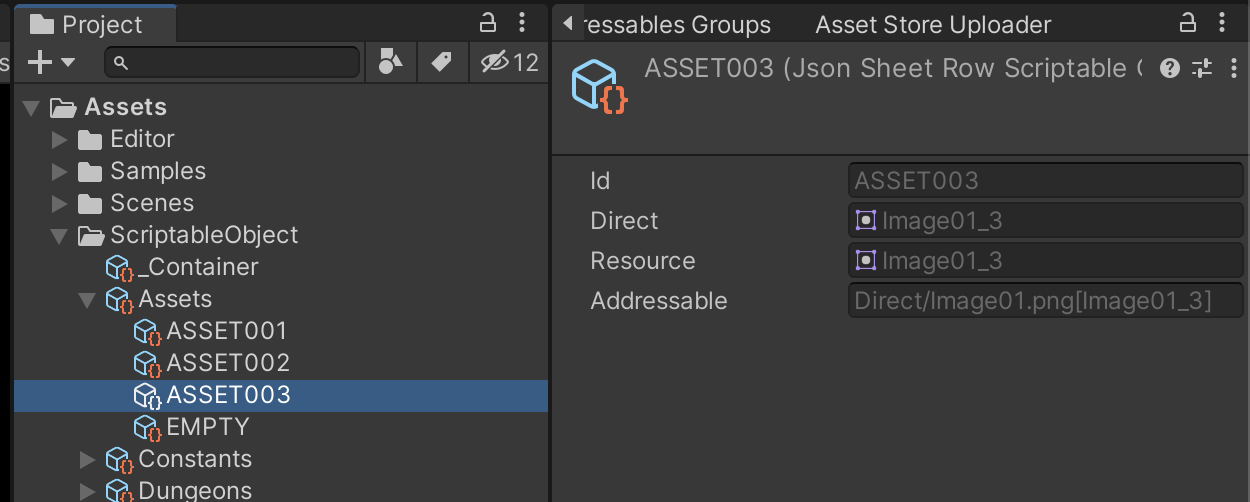 Project
12
Assets
Editor
Samples
Scenes
ScriptableObject
_Container
Assets
ASSET001
ASSET002
ASSET003
EMPTY
Constants
Dungeons
essables Groups
Asset Store Uploader
ASSET003 (Json Sheet Row Scriptable
Id
ASSET003
Direct
Image01_3
Resource
Image01_3
Addressable
Direct/Image01.png[Image01_3]